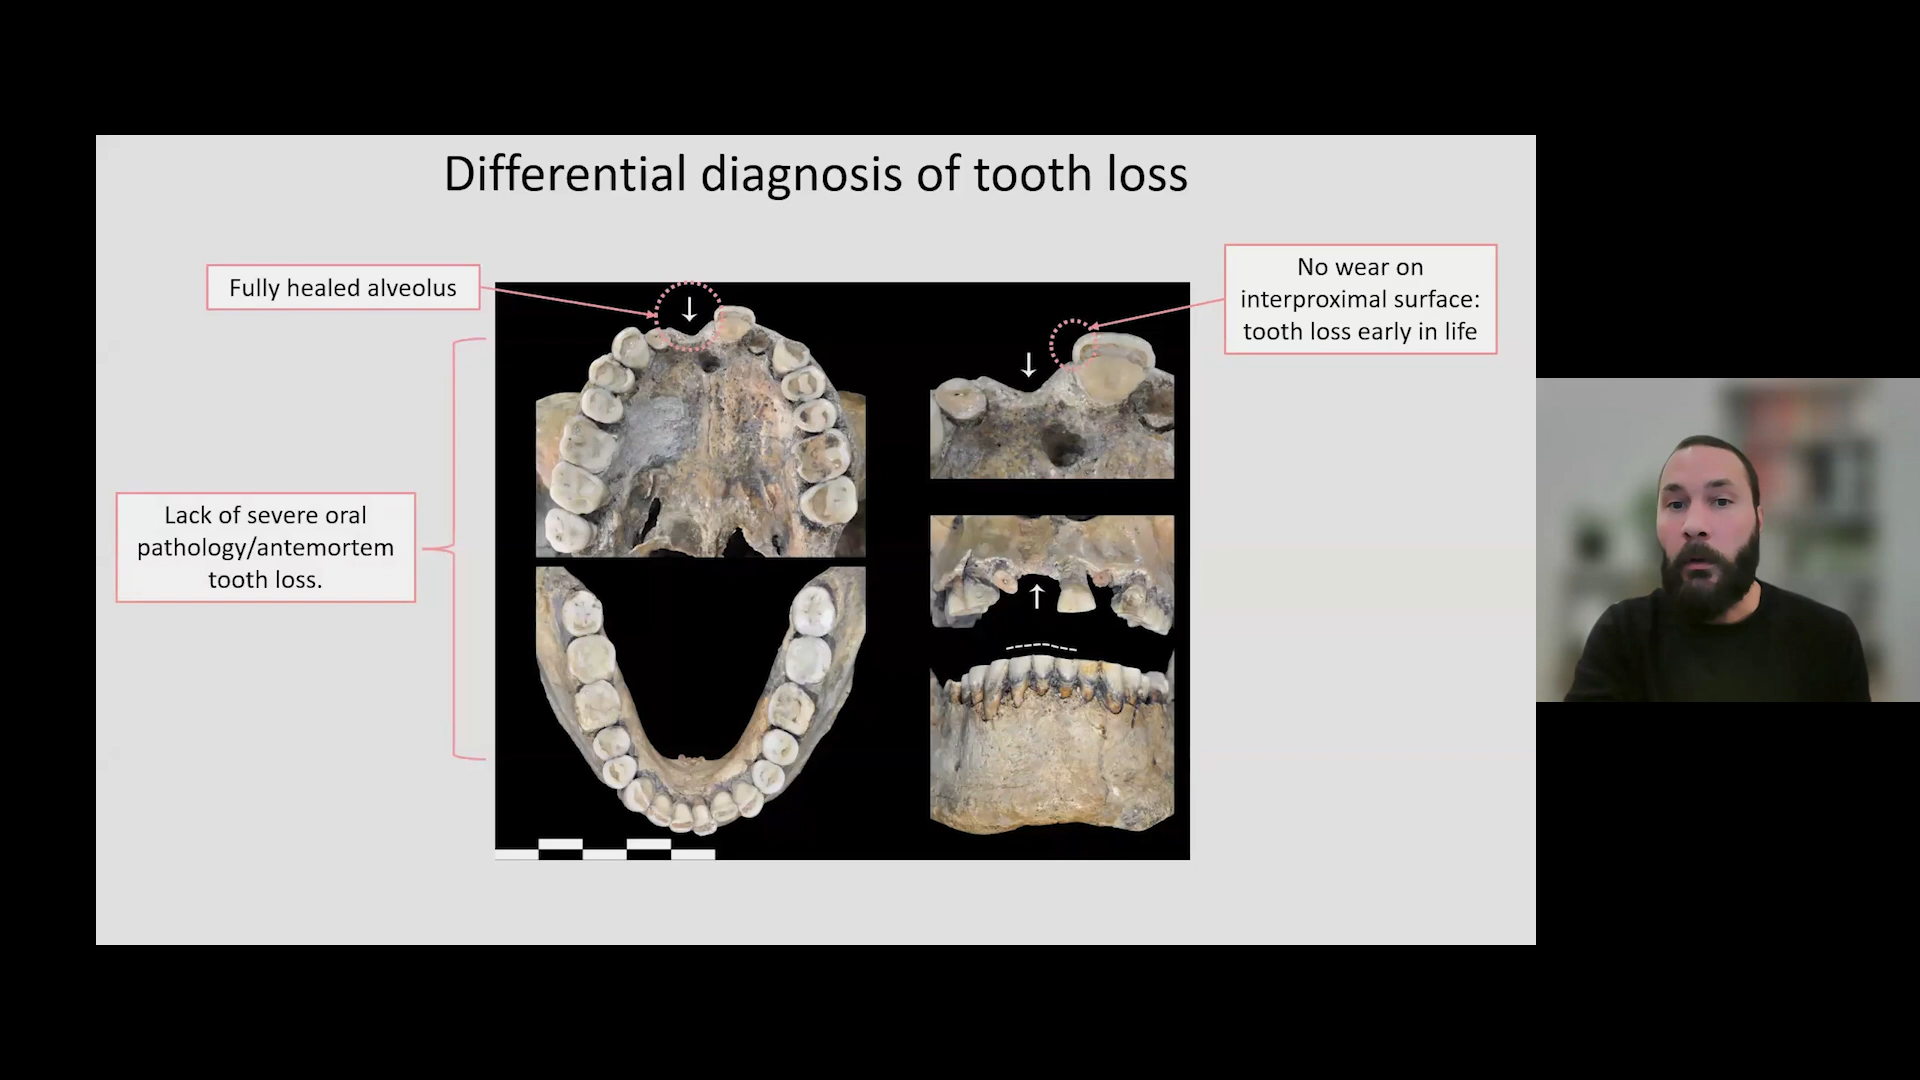 Differential diagnosis of tooth loss
Fully healed alveolus
No wear on
interproximal surface:
tooth loss early in life
Lack of severe oral
pathology/antemortem
tooth loss.